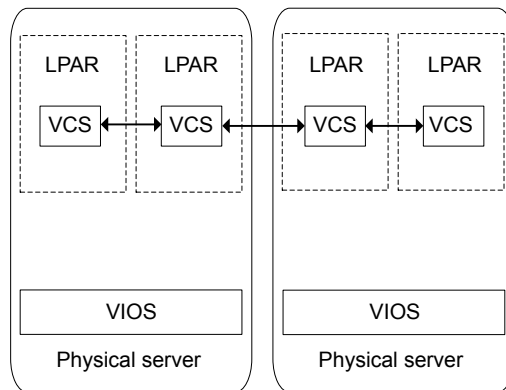 LPAR LPAR LPAR LPAR
VCS VCS VCS VCS
VIOS VIOS
Physical server Physical server